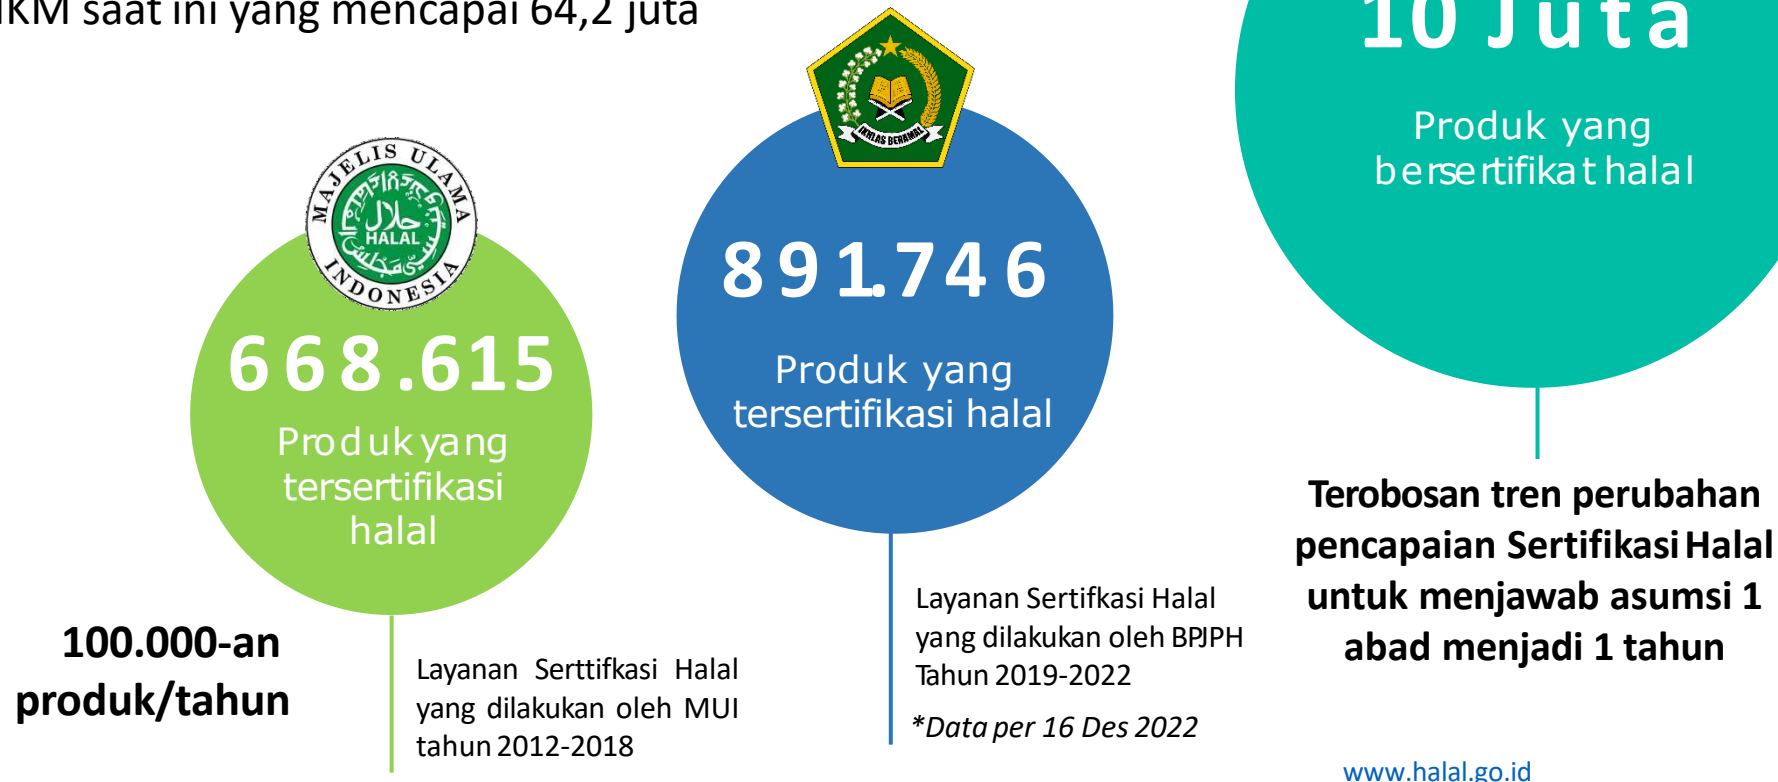 KM saat ini yang mencapai 64,2 juta
10 Juta
Produk yang
bersertifikat halal
IKHLAS BERAMAL
MAJELIS ULAMA
حلال
HALAL
INDONESIA
891.746
Produk yang
tersertifikasi halal
668.615
Produk yang
tersertifikasi
halal
100.000-an
produk/tahun
Layanan Serttifkasi Halal
yang dilakukan oleh MUI
tahun 2012-2018
Layanan Sertifkasi Halal
yang dilakukan oleh BPJPH
Tahun 2019-2022
*Data per 16 Des 2022
Terobosan tren perubahan
pencapaian Sertifikasi Halal
untuk menjawab asumsi 1
abad menjadi 1 tahun
www.halal.go.id